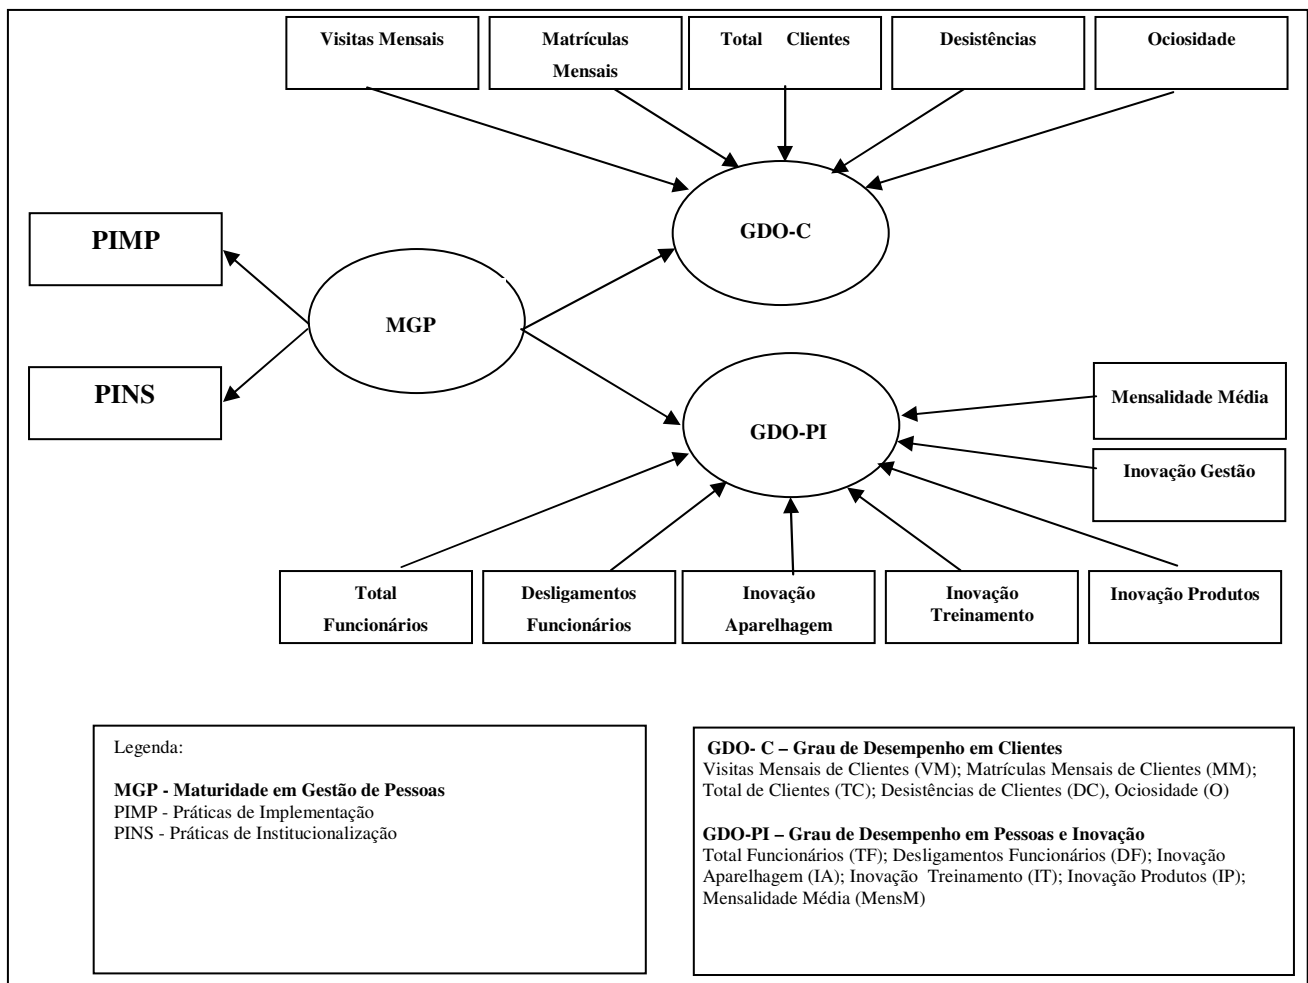 Visitas Mensais
Matrículas
Mensais
Total Clientes
Desistências
Ociosidade
PIMP
GDO-C
MGP
PINS
GDO-PI
Mensalidade Média
Inovação Gestão
Total
Funcionários
Desligamentos
Funcionários
Inovação
Aparelhagem
Inovação
Treinamento
Inovação Produtos
Legenda:
MGP - Maturidade em Gestão de Pessoas
PIMP - Práticas de Implementação
PINS - Práticas de Institucionalização
GDO- C – Grau de Desempenho em Clientes
Visitas Mensais de Clientes (VM); Matrículas Mensais de Clientes (MM);
Total de Clientes (TC); Desistências de Clientes (DC), Ociosidade (O)
GDO-PI – Grau de Desempenho em Pessoas e Inovação
Total Funcionários (TF); Desligamentos Funcionários (DF); Inovação
Aparelhagem (IA); Inovação Treinamento (IT); Inovação Produtos (IP);
Mensalidade Média (MensM)